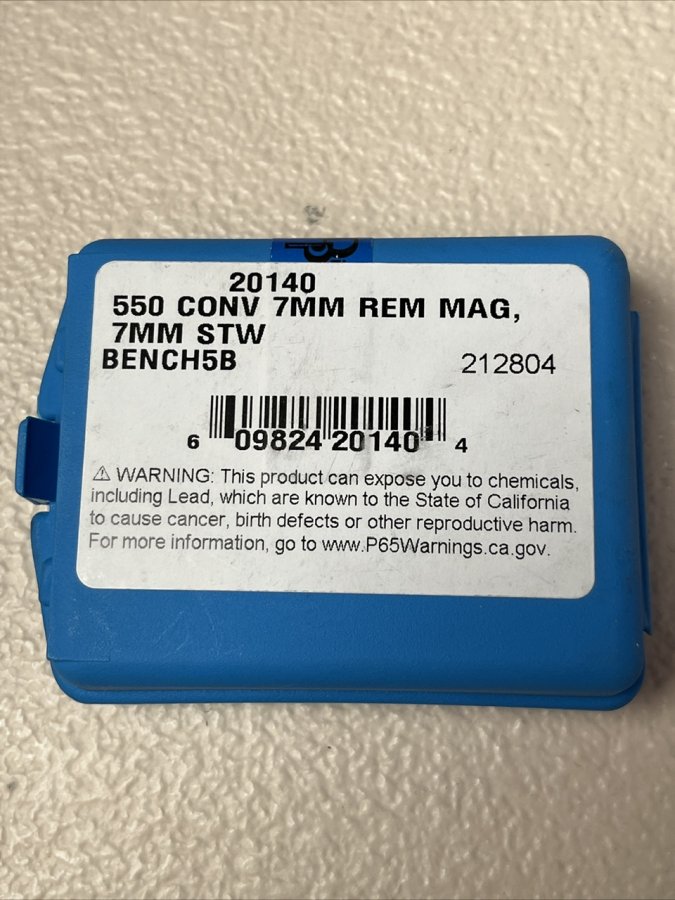 20140
550 CONV 7MM REM MAG,
7MM STW
BENCH5B 212804
6 09824 20140 4
⚠ WARNING: This product can expose you to chemicals,
including Lead, which are known to the State of California
to cause cancer, birth defects or other reproductive harm.
For more information, go to www.P65Warnings.ca.gov.